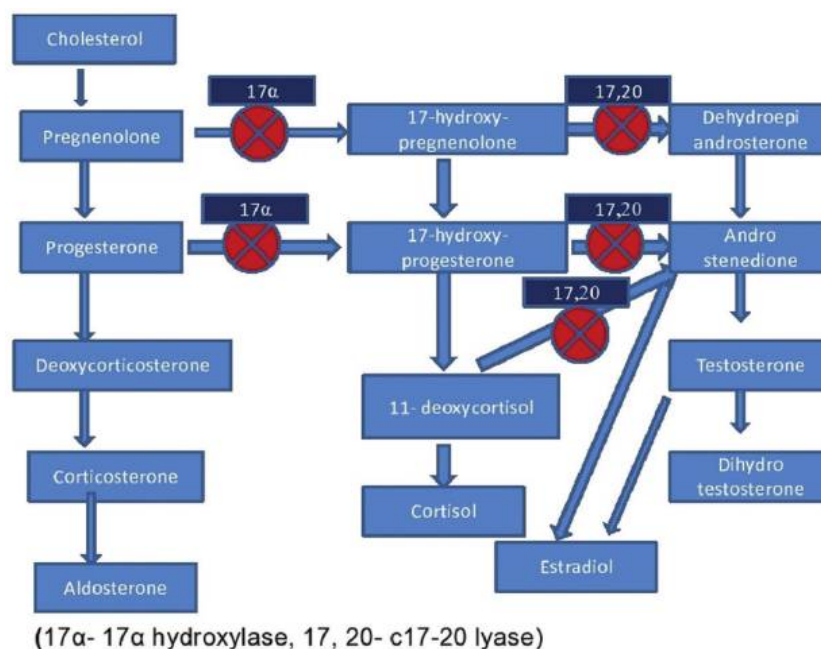 Cholesterol
17α
17,20
Pregnenolone
17-hydroxy-
pregnenolone
Dehydroepi
androsterone
17α
17,20
Progesterone
17-hydroxy-
progesterone
Andro
stenedione
17,20
Deoxycorticosterone
Testosterone
11- deoxycortisol
Corticosterone
Dihydro
testosterone
Cortisol
Estradiol
Aldosterone
(17α- 17α hydroxylase, 17, 20- c17-20 lyase)